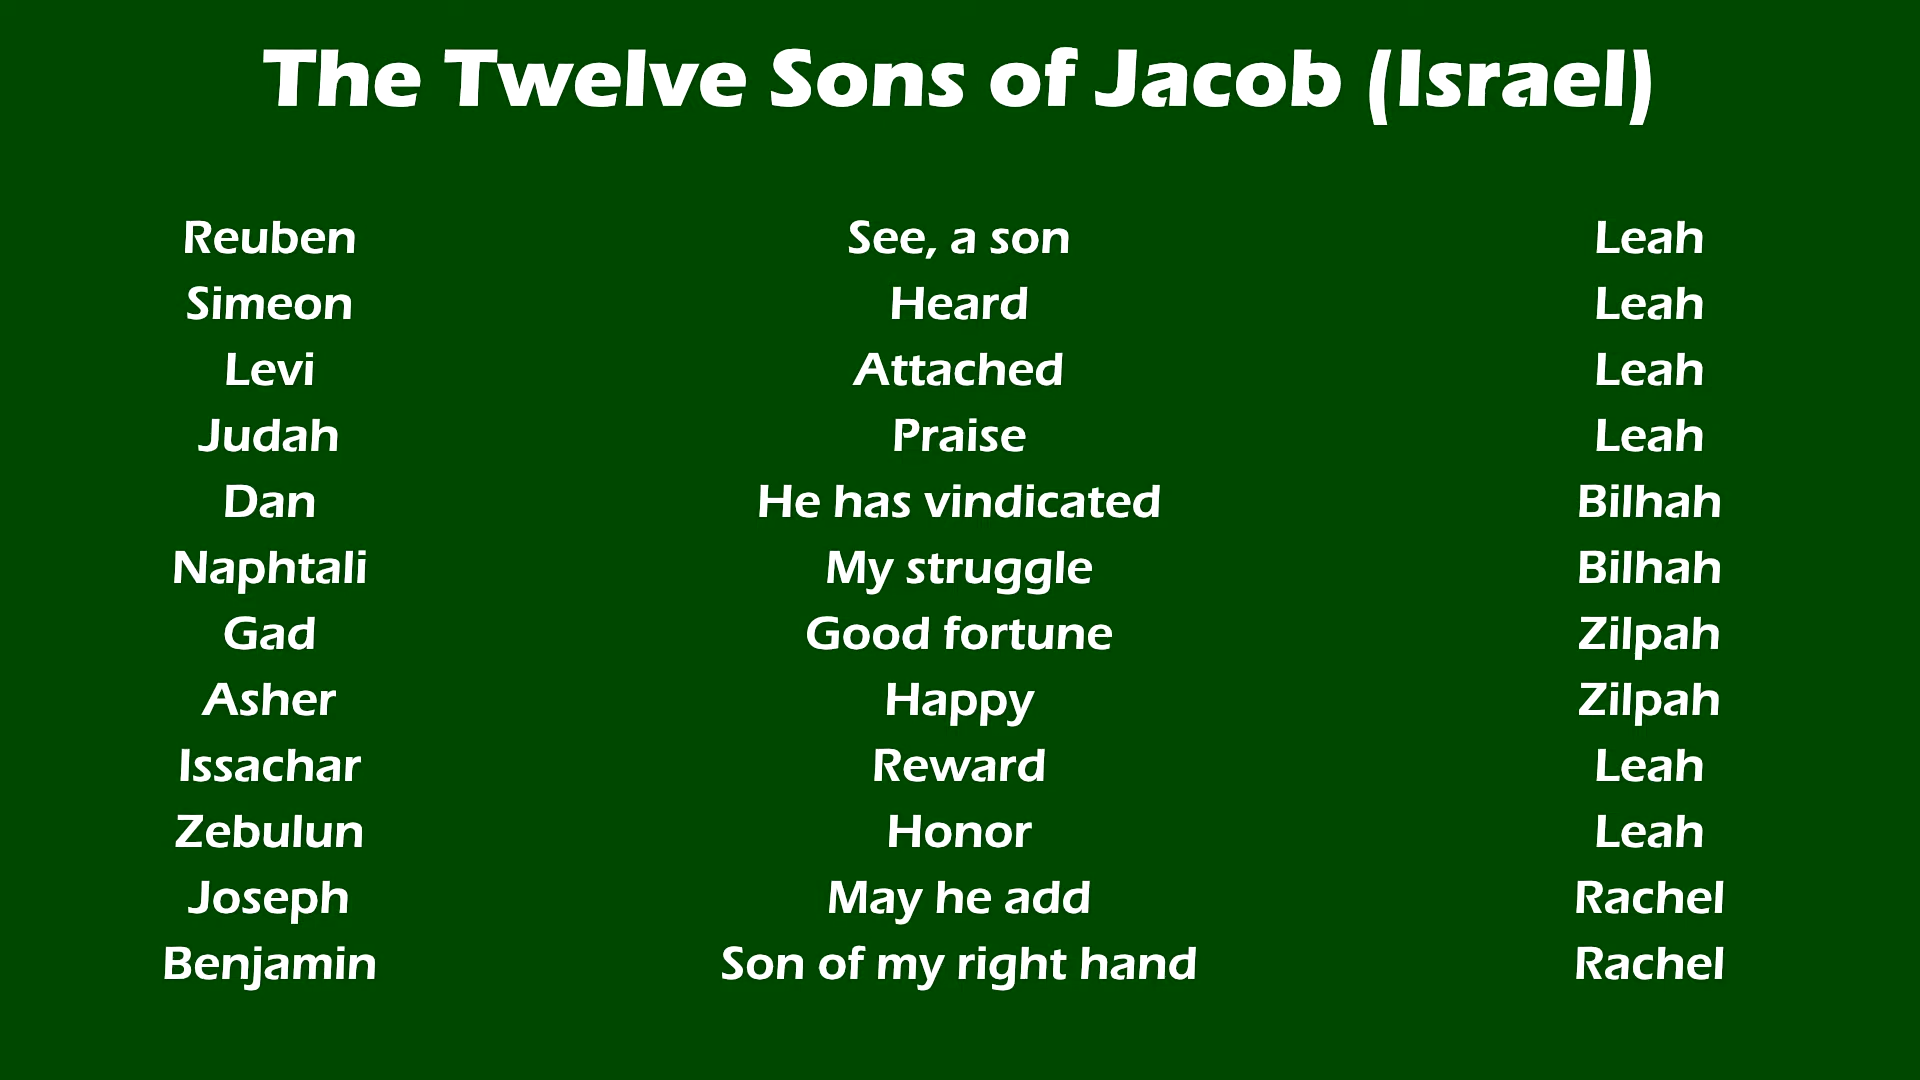 The Twelve Sons of Jacob (Israel)
Reuben See, a son Leah
Simeon Heard Leah
Levi Attached Leah
Judah Praise Leah
Dan He has vindicated Bilhah
Naphtali My struggle Bilhah
Gad Good fortune Zilpah
Asher Happy Zilpah
Issachar Reward Leah
Zebulun Honor Leah
Joseph May he add Rachel
Benjamin Son of my right hand Rachel